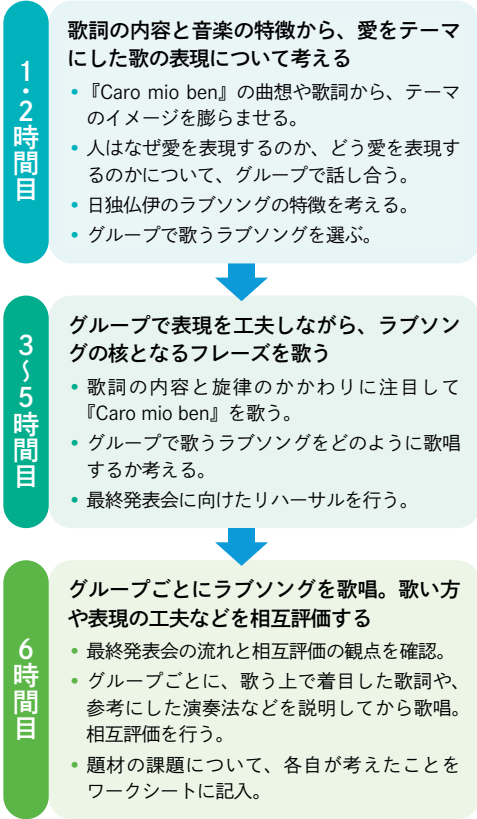 1・2時間目
歌詞の内容と音楽の特徴から、愛をテーマ
にした歌の表現について考える
• 『Caro mio ben』の曲想や歌詞から、テーマ
のイメージを膨らませる。
• 人はなぜ愛を表現するのか、どう愛を表現す
るのかについて、グループで話し合う。
• 日独仏伊のラブソングの特徴を考える。
• グループで歌うラブソングを選ぶ。
3〜5時間目
グループで表現を工夫しながら、ラブソン
グの核となるフレーズを歌う
• 歌詞の内容と旋律のかかわりに注目して
『Caro mio ben』を歌う。
• グループで歌うラブソングをどのように歌唱
するか考える。
• 最終発表会に向けたリハーサルを行う。
6時間目
グループごとにラブソングを歌唱。歌い方
や表現の工夫などを相互評価する
• 最終発表会の流れと相互評価の観点を確認。
• グループごとに、歌う上で着目した歌詞や、
参考にした演奏法などを説明してから歌唱。
相互評価を行う。
• 題材の課題について、各自が考えたことを
ワークシートに記入。